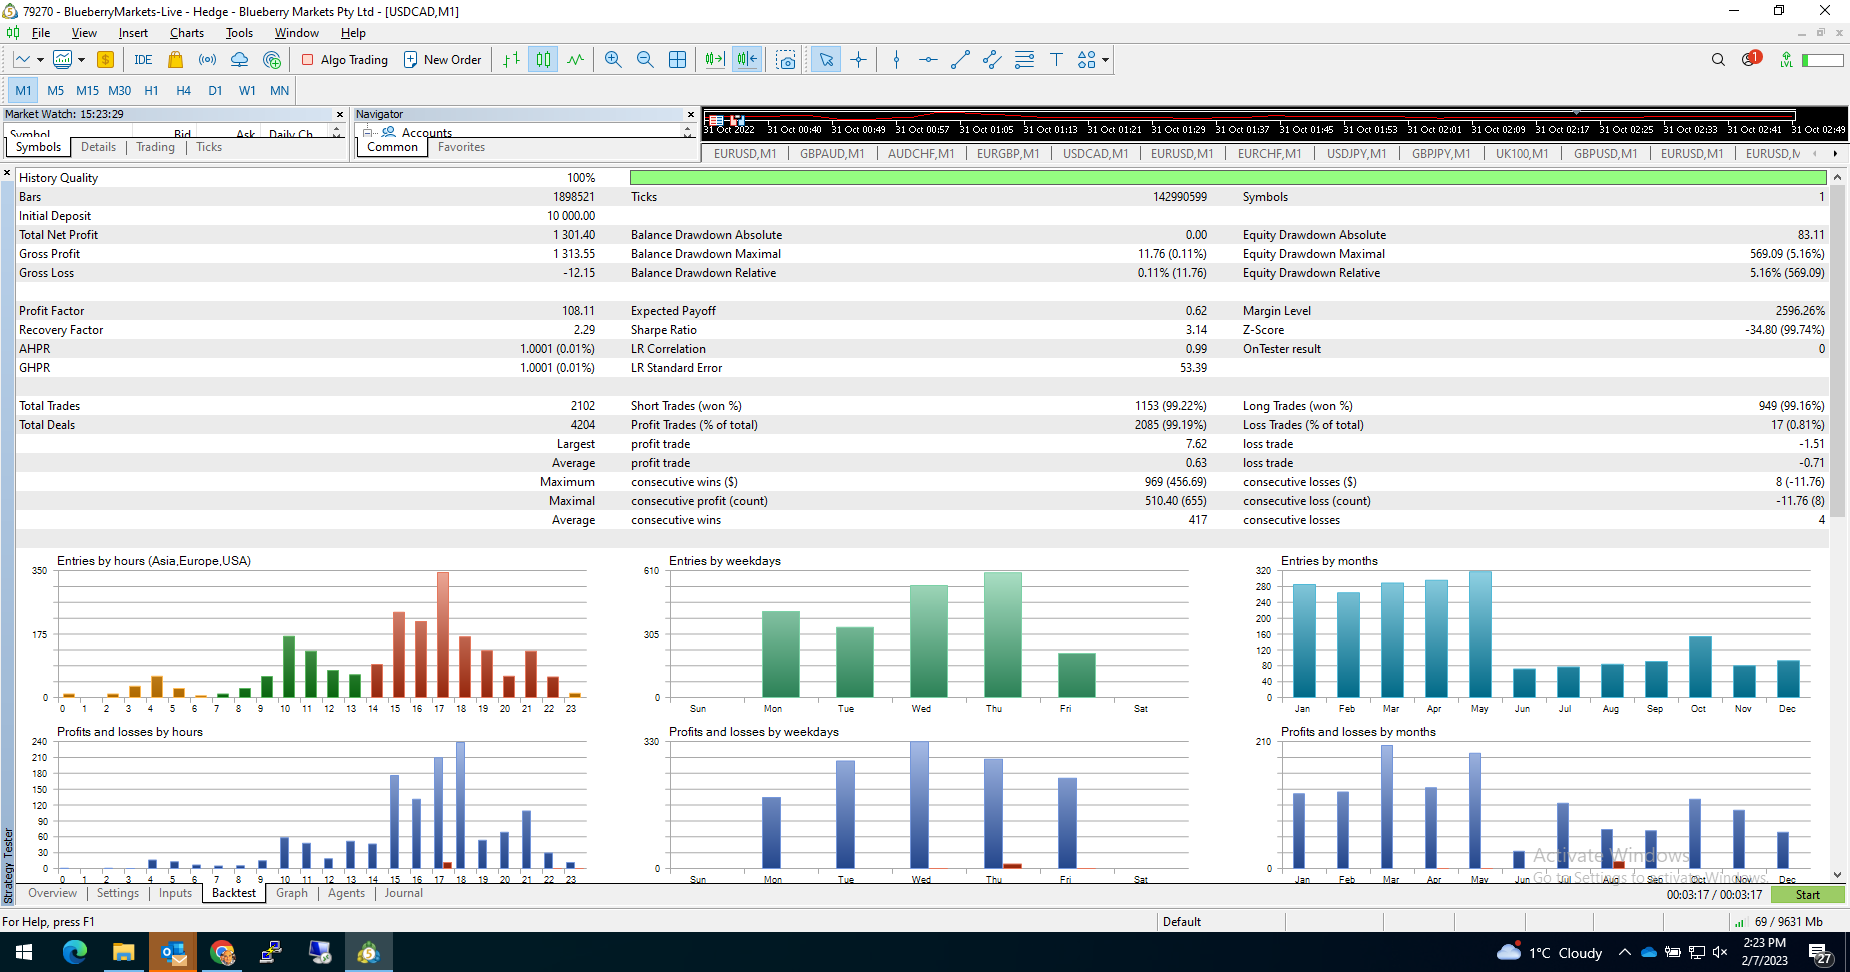 79270 - BlueberryMarkets-Live - Hedge - Blueberry Markets Pty Ltd - [USDCAD,M1]
File View Insert Charts Tools Window Help
IDE Algo Trading New Order 1 LVL
M1 M5 M15 M30 H1 H4 D1 W1 MN
Market Watch: 15:23:29
Symbol Bid Ask Daily Ch...
Symbols Details Trading Ticks
Navigator
Accounts
Common Favorites
31 Oct 2022 31 Oct 00:40 31 Oct 00:49 31 Oct 00:57 31 Oct 01:05 31 Oct 01:13 31 Oct 01:21 31 Oct 01:29 31 Oct 01:37 31 Oct 01:45 31 Oct 01:53 31 Oct 02:01 31 Oct 02:09 31 Oct 02:17 31 Oct 02:25 31 Oct 02:33 31 Oct 02:41 31 Oct 02:49
EURUSD,M1 GBPAUD,M1 AUDCHF,M1 EURGBP,M1 USDCAD,M1 EURUSD,M1 EURCHF,M1 USDJPY,M1 GBPJPY,M1 UK100,M1 GBPUSD,M1 EURUSD,M1 EURUSD,M
History Quality 100%
Bars 1898521 Ticks 142990599 Symbols 1
Initial Deposit 10 000.00
Total Net Profit 1 301.40 Balance Drawdown Absolute 0.00 Equity Drawdown Absolute 83.11
Gross Profit 1 313.55 Balance Drawdown Maximal 11.76 (0.11%) Equity Drawdown Maximal 569.09 (5.16%)
Gross Loss -12.15 Balance Drawdown Relative 0.11% (11.76) Equity Drawdown Relative 5.16% (569.09)
Profit Factor 108.11 Expected Payoff 0.62 Margin Level 2596.26%
Recovery Factor 2.29 Sharpe Ratio 3.14 Z-Score -34.80 (99.74%)
AHPR 1.0001 (0.01%) LR Correlation 0.99 OnTester result 0
GHPR 1.0001 (0.01%) LR Standard Error 53.39
Total Trades 2102 Short Trades (won %) 1153 (99.22%) Long Trades (won %) 949 (99.16%)
Total Deals 4204 Profit Trades (% of total) 2085 (99.19%) Loss Trades (% of total) 17 (0.81%)
Largest profit trade 7.62 loss trade -1.51
Average profit trade 0.63 loss trade -0.71
Maximum consecutive wins ($) 969 (456.69) consecutive losses ($) 8 (-11.76)
Maximal consecutive profit (count) 510.40 (655) consecutive loss (count) -11.76 (8)
Average consecutive wins 417 consecutive losses 4
Entries by hours (Asia,Europe,USA)
350
175
0
0 1 2 3 4 5 6 7 8 9 10 11 12 13 14 15 16 17 18 19 20 21 22 23
Entries by weekdays
610
305
0
Sun Mon Tue Wed Thu Fri Sat
Entries by months
320
280
240
200
160
120
80
40
0
Jan Feb Mar Apr May Jun Jul Aug Sep Oct Nov Dec
Profits and losses by hours
240
210
180
150
120
90
60
30
0
0 1 2 3 4 5 6 7 8 9 10 11 12 13 14 15 16 17 18 19 20 21 22 23
Profits and losses by weekdays
330
0
Sun Mon Tue Wed Thu Fri Sat
Profits and losses by months
210
0
Jan Feb Mar Apr May Jun Jul Aug Sep Oct Nov Dec
Activate Windows
Go to Settings to activate Windows.
Strategy Tester
Overview Settings Inputs Backtest Graph Agents Journal
00:03:17 / 00:03:17 Start
For Help, press F1 Default 69 / 9631 Mb
1°C Cloudy
2:23 PM
2/7/2023
27